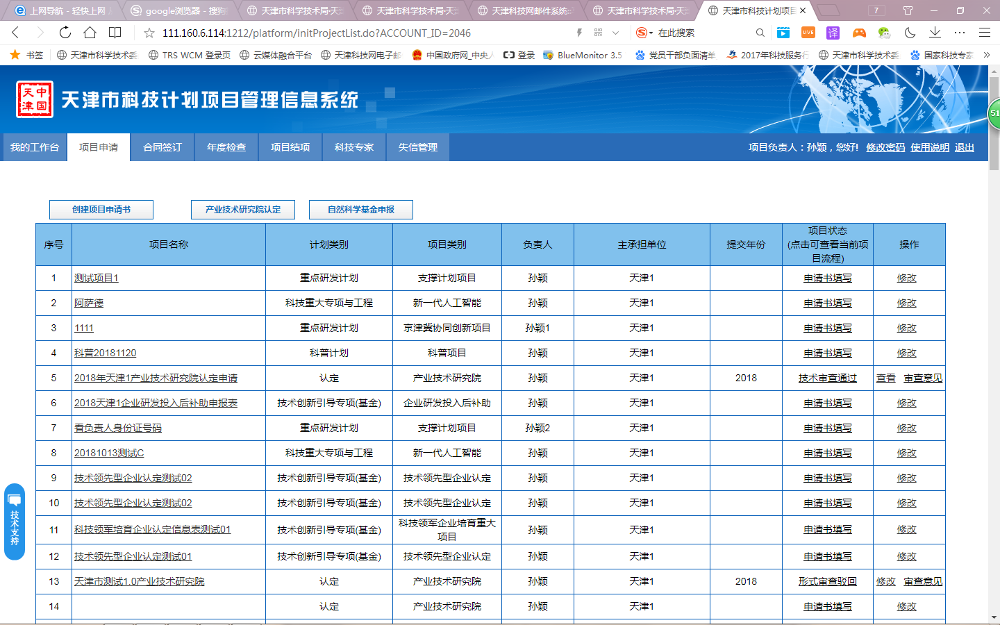 上网导航 - 轻快上网
google浏览器 - 搜狗
天津市科学技术局-天
天津市科学技术局-天
天津科技网邮件系统
天津市科学技术局-天
天津市科技计划项目
7
111.160.6.114:1212/platform/initProjectList.do?ACCOUNT_ID=2046
在此搜索
LIVE
译
书签
天津市科学技术委
TRS WCM 登录页
云媒体融合平台
天津科技网电子邮
中国政府网_中央
登录
BlueMonitor 3.5
党员干部负面清单
2017年科技服务行
天津市科学技术委
国家科技专家
天津中国
天津市科技计划项目管理信息系统
51
我的工作台
项目申请
合同签订
年度检查
项目结项
科技专家
失信管理
项目负责人：孙颖，您好! 修改密码 使用说明 退出
创建项目申请书
产业技术研究院认定
自然科学基金申报
序号 项目名称 计划类别 项目类别 负责人 主承担单位 提交年份 项目状态(点击可查看当前项目流程) 操作
1 测试项目1 重点研发计划 支撑计划项目 孙颖 天津1 申请书填写 修改
2 阿萨德 科技重大专项与工程 新一代人工智能 孙颖 天津1 申请书填写 修改
3 1111 重点研发计划 京津冀协同创新项目 孙颖1 天津1 申请书填写 修改
4 科普20181120 科普计划 科普项目 孙颖 天津1 申请书填写 修改
5 2018年天津1产业技术研究院认定申请 认定 产业技术研究院 孙颖 天津1 2018 技术审查通过 查看 审查意见
6 2018天津1企业研发投入后补助申报表 技术创新引导专项(基金) 企业研发投入后补助 孙颖 天津1 申请书填写 修改
7 看负责人身份证号码 重点研发计划 支撑计划项目 孙颖2 天津1 申请书填写 修改
8 20181013测试C 科技重大专项与工程 新一代人工智能 孙颖 天津1 申请书填写 修改
9 技术领先型企业认定测试02 技术创新引导专项(基金) 技术领先型企业认定 孙颖 天津1 申请书填写 修改
10 技术领先型企业认定测试02 技术创新引导专项(基金) 技术领先型企业认定 孙颖 天津1 申请书填写 修改
11 科技领军培育企业认定信息表测试01 技术创新引导专项(基金) 科技领军企业培育重大项目 孙颖 天津1 申请书填写 修改
12 技术领先型企业认定测试01 技术创新引导专项(基金) 技术领先型企业认定 孙颖 天津1 申请书填写 修改
13 天津市测试1.0产业技术研究院 认定 产业技术研究院 孙颖 天津1 2018 形式审查驳回 修改 审查意见
14 认定 产业技术研究院 孙颖 天津1 申请书填写 修改
技术支持